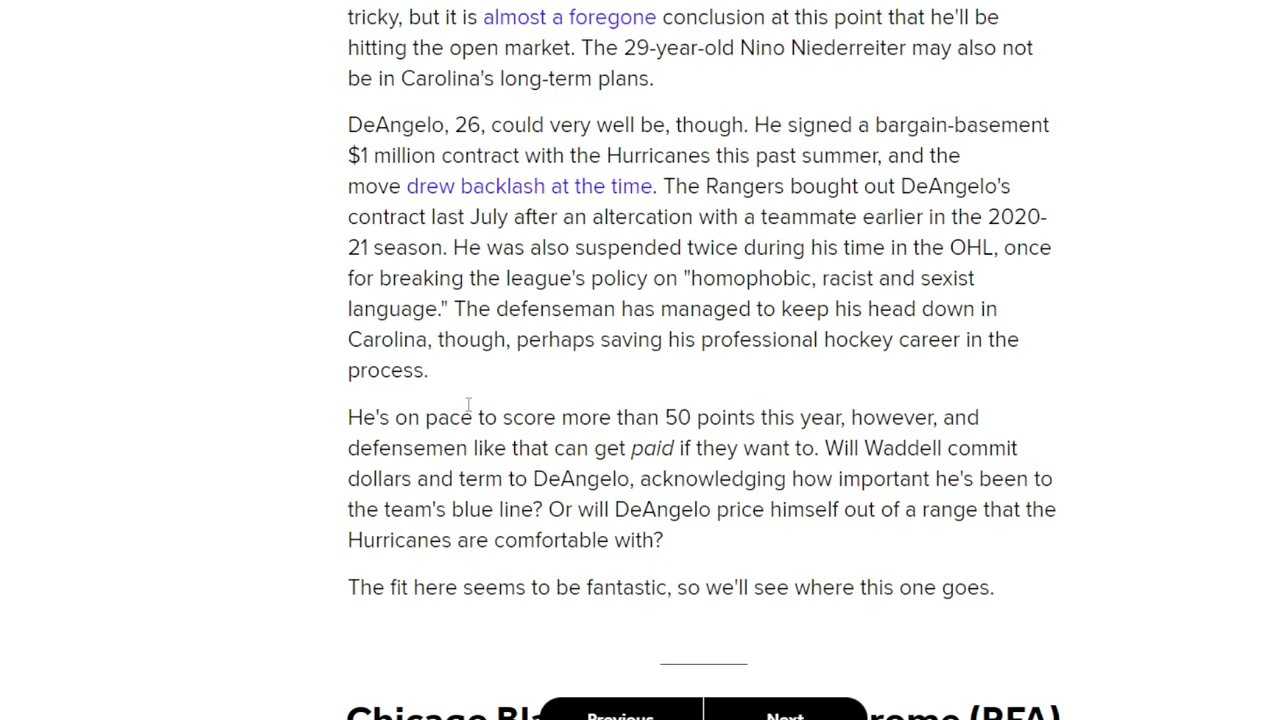 tricky, but it is almost a foregone conclusion at this point that he'll be
hitting the open market. The 29-year-old Nino Niederreiter may also not
be in Carolina's long-term plans.
DeAngelo, 26, could very well be, though. He signed a bargain-basement
$1 million contract with the Hurricanes this past summer, and the
move drew backlash at the time. The Rangers bought out DeAngelo's
contract last July after an altercation with a teammate earlier in the 2020-
21 season. He was also suspended twice during his time in the OHL, once
for breaking the league's policy on "homophobic, racist and sexist
language." The defenseman has managed to keep his head down in
Carolina, though, perhaps saving his professional hockey career in the
process.
He's on pace to score more than 50 points this year, however, and
defensemen like that can get paid if they want to. Will Waddell commit
dollars and term to DeAngelo, acknowledging how important he's been to
the team's blue line? Or will DeAngelo price himself out of a range that the
Hurricanes are comfortable with?
The fit here seems to be fantastic, so we'll see where this one goes.
Chicago (RFA)
Previous Next